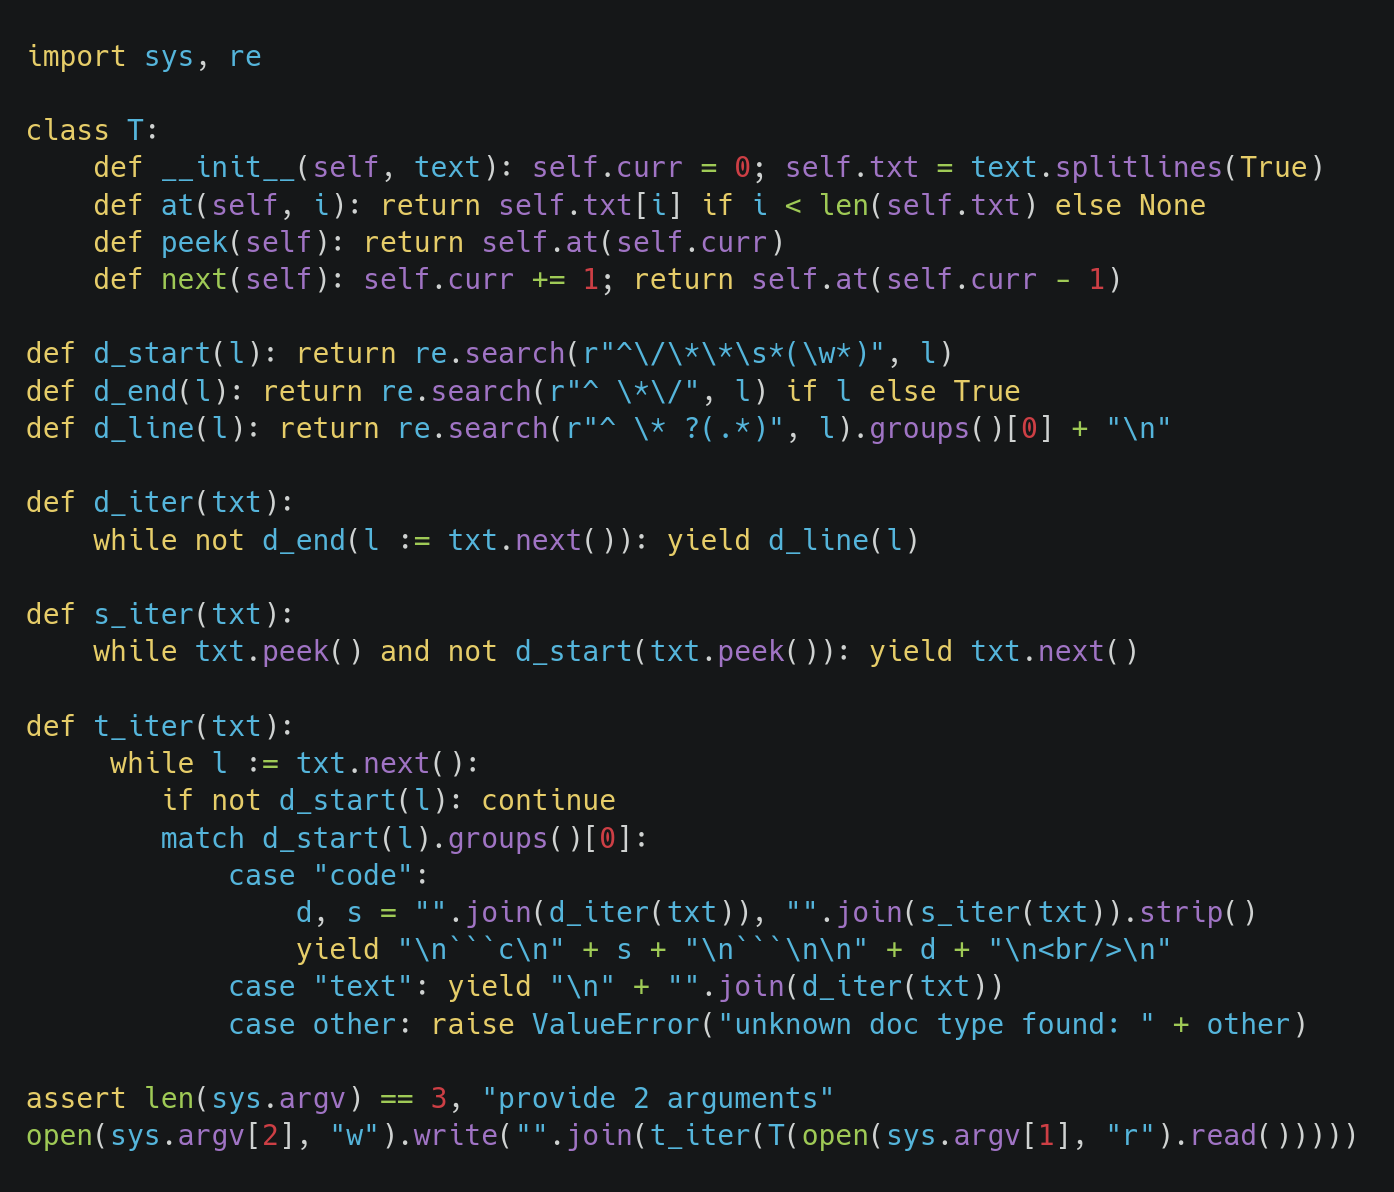 import sys, re

class T:
    def __init__(self, text): self.curr = 0; self.txt = text.splitlines(True)
    def at(self, i): return self.txt[i] if i < len(self.txt) else None
    def peek(self): return self.at(self.curr)
    def next(self): self.curr += 1; return self.at(self.curr - 1)

def d_start(l): return re.search(r"^\/\*\*\s*(\w*)", l)
def d_end(l): return re.search(r"^ \*\/", l) if l else True
def d_line(l): return re.search(r"^ \* ?(.*)", l).groups()[0] + "\n"

def d_iter(txt):
    while not d_end(l := txt.next()): yield d_line(l)

def s_iter(txt):
    while txt.peek() and not d_start(txt.peek()): yield txt.next()

def t_iter(txt):
     while l := txt.next():
        if not d_start(l): continue
        match d_start(l).groups()[0]:
            case "code":
                d, s = "".join(d_iter(txt)), "".join(s_iter(txt)).strip()
                yield "\n```c\n" + s + "\n```\n\n" + d + "\n<br/>\n"
            case "text": yield "\n" + "".join(d_iter(txt))
            case other: raise ValueError("unknown doc type found: " + other)

assert len(sys.argv) == 3, "provide 2 arguments"
open(sys.argv[2], "w").write("".join(t_iter(T(open(sys.argv[1], "r").read()))))